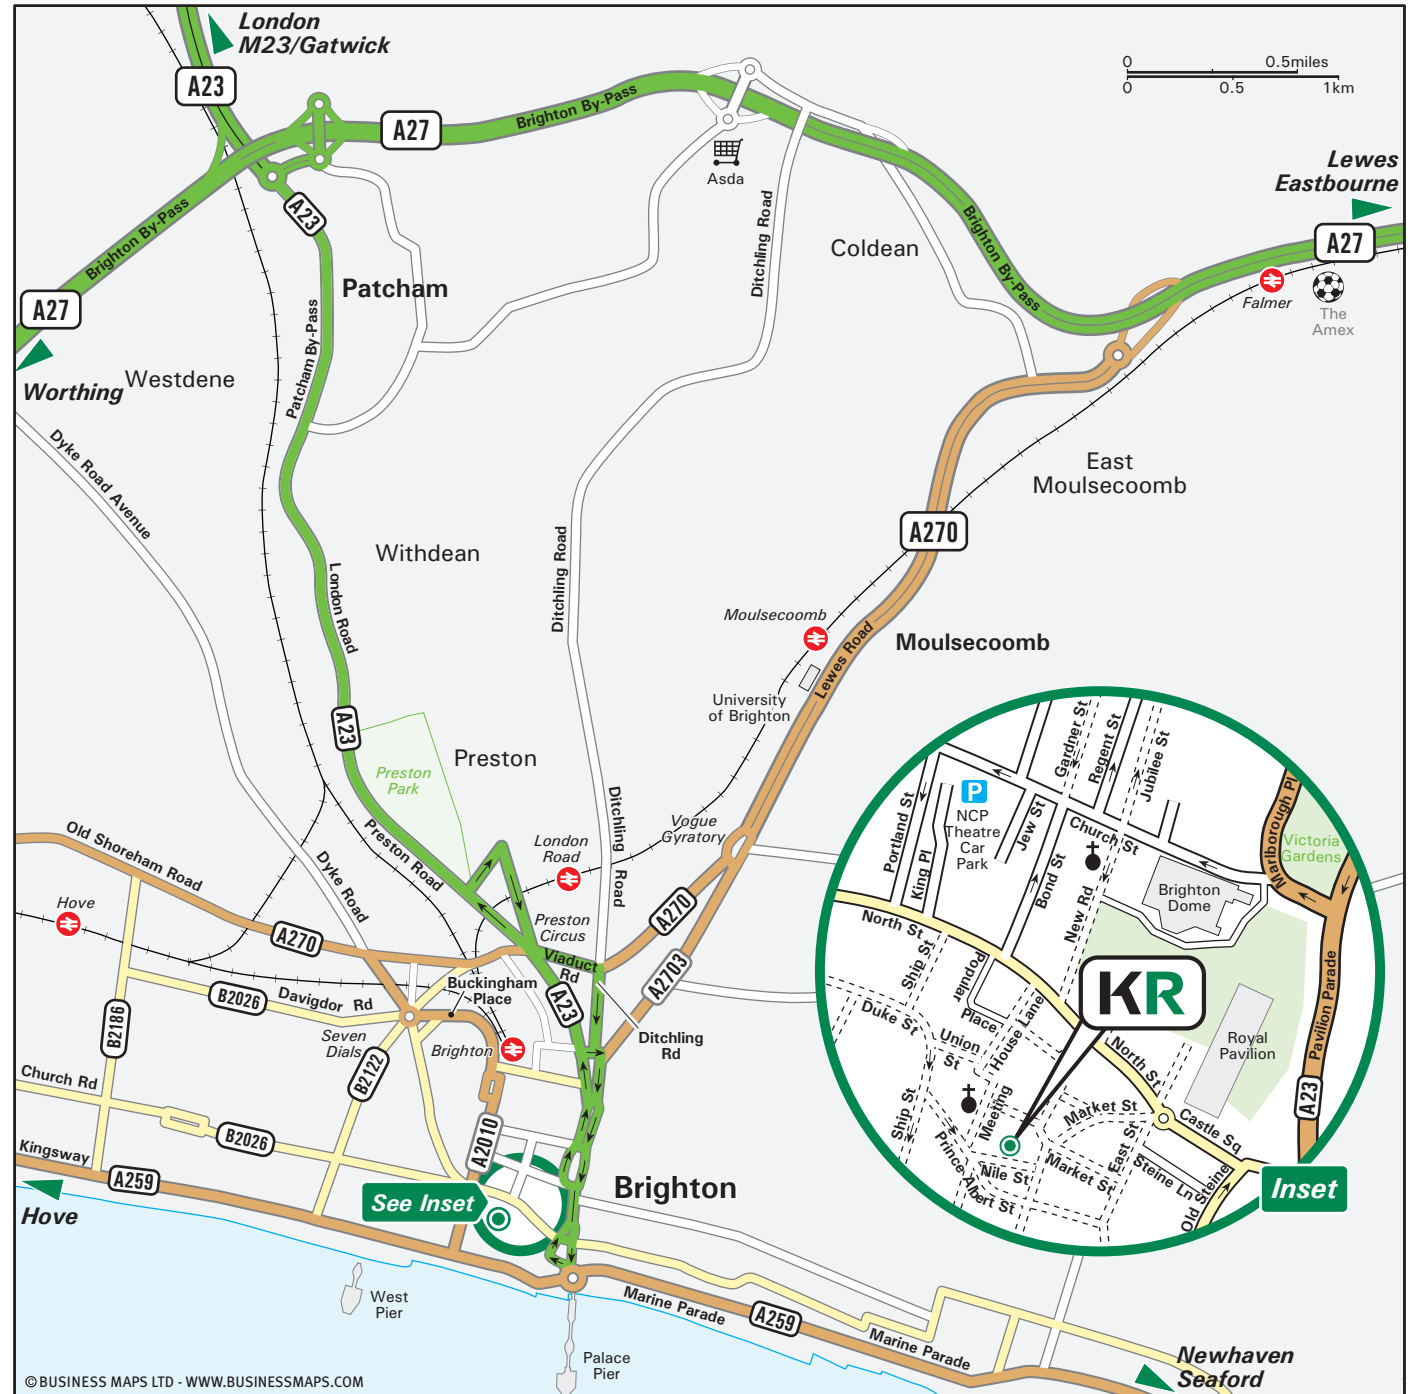 London
M23/Gatwick
A23
A27
Brighton By-Pass
0 0.5miles
0 0.5 1km
Asda
Lewes
Eastbourne
A27
Falmer
The
Amex
Coldean
Ditchling Road
Brighton By-Pass
A23
Brighton By-Pass
Patcham
A27
Worthing
Westdene
Patcham By-Pass
Dyke Road Avenue
East
Moulsecoomb
A270
Withdean
London Road
Ditchling Road
Moulsecoomb
Moulsecoomb
Lewes Road
University
of Brighton
A23
Preston
Preston
Park
Preston Road
Ditchling Road
Vogue
Gyratory
London
Road
Old Shoreham Road
Dyke Road
Hove
A270
Preston
Circus
A270
A2703
Viaduct
Rd
Buckingham
Place
A23
B2026
Davigdor Rd
B2186
Seven
Dials
Brighton
Ditchling
Rd
B2122
Church Rd
B2026
A2010
Kingsway
A259
Hove
See Inset
Brighton
West
Pier
Palace
Pier
Marine Parade
A259
Marine Parade
Newhaven
Seaford
© BUSINESS MAPS LTD - WWW.BUSINESSMAPS.COM
Gardner St
Regent St
Jubilee St
Portland St
P
NCP
Theatre
Car
Park
King Pl
Jew St
Church St
Bond St
New Rd
Marlborough Pl
Victoria
Gardens
Brighton
Dome
North St
Ship St
Pondular
Place
KR
Duke St
Union
St
Meeting House Lane
North St
Royal
Pavilion
Pavilion Parade
A23
Ship St
Prince Albert St
Market St
Castle Sq
Nile St
Market St
East St
Steine Ln
Old Steine
Inset